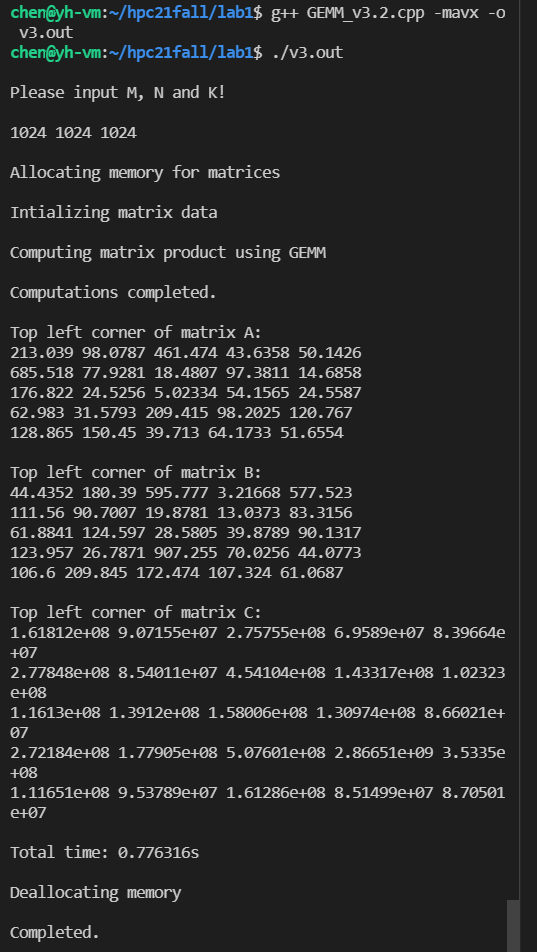 chen@yh-vm:~/hpc21fall/lab1$ g++ GEMM_v3.2.cpp -mavx -o
 v3.out
chen@yh-vm:~/hpc21fall/lab1$ ./v3.out
Please input M, N and K!
1024 1024 1024
Allocating memory for matrices
Intializing matrix data
Computing matrix product using GEMM
Computations completed.
Top left corner of matrix A:
213.039 98.0787 461.474 43.6358 50.1426
685.518 77.9281 18.4807 97.3811 14.6858
176.822 24.5256 5.02334 54.1565 24.5587
62.983 31.5793 209.415 98.2025 120.767
128.865 150.45 39.713 64.1733 51.6554
Top left corner of matrix B:
44.4352 180.39 595.777 3.21668 577.523
111.56 90.7007 19.8781 13.0373 83.3156
61.8841 124.597 28.5805 39.8789 90.1317
123.957 26.7871 907.255 70.0256 44.0773
106.6 209.845 172.474 107.324 61.0687
Top left corner of matrix C:
1.61812e+08 9.07155e+07 2.75755e+08 6.9589e+07 8.39664e
+07
2.77848e+08 8.54011e+07 4.54104e+08 1.43317e+08 1.02323
e+08
1.1613e+08 1.3912e+08 1.58006e+08 1.30974e+08 8.66021e+
07
2.72184e+08 1.77905e+08 5.07601e+08 2.86651e+09 3.5335e
+08
1.11651e+08 9.53789e+07 1.61286e+08 8.51499e+07 8.70501
e+07
Total time: 0.776316s
Deallocating memory
Completed.